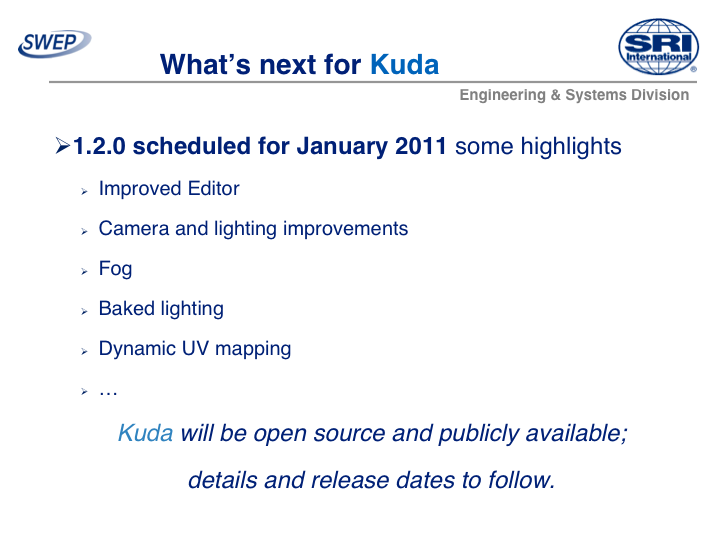 SWEP
SRI
International
®
What’s next for Kuda
Engineering & Systems Division
➢1.2.0 scheduled for January 2011 some highlights
➢ Improved Editor
➢ Camera and lighting improvements
➢ Fog
➢ Baked lighting
➢ Dynamic UV mapping
➢ …
Kuda will be open source and publicly available;
details and release dates to follow.